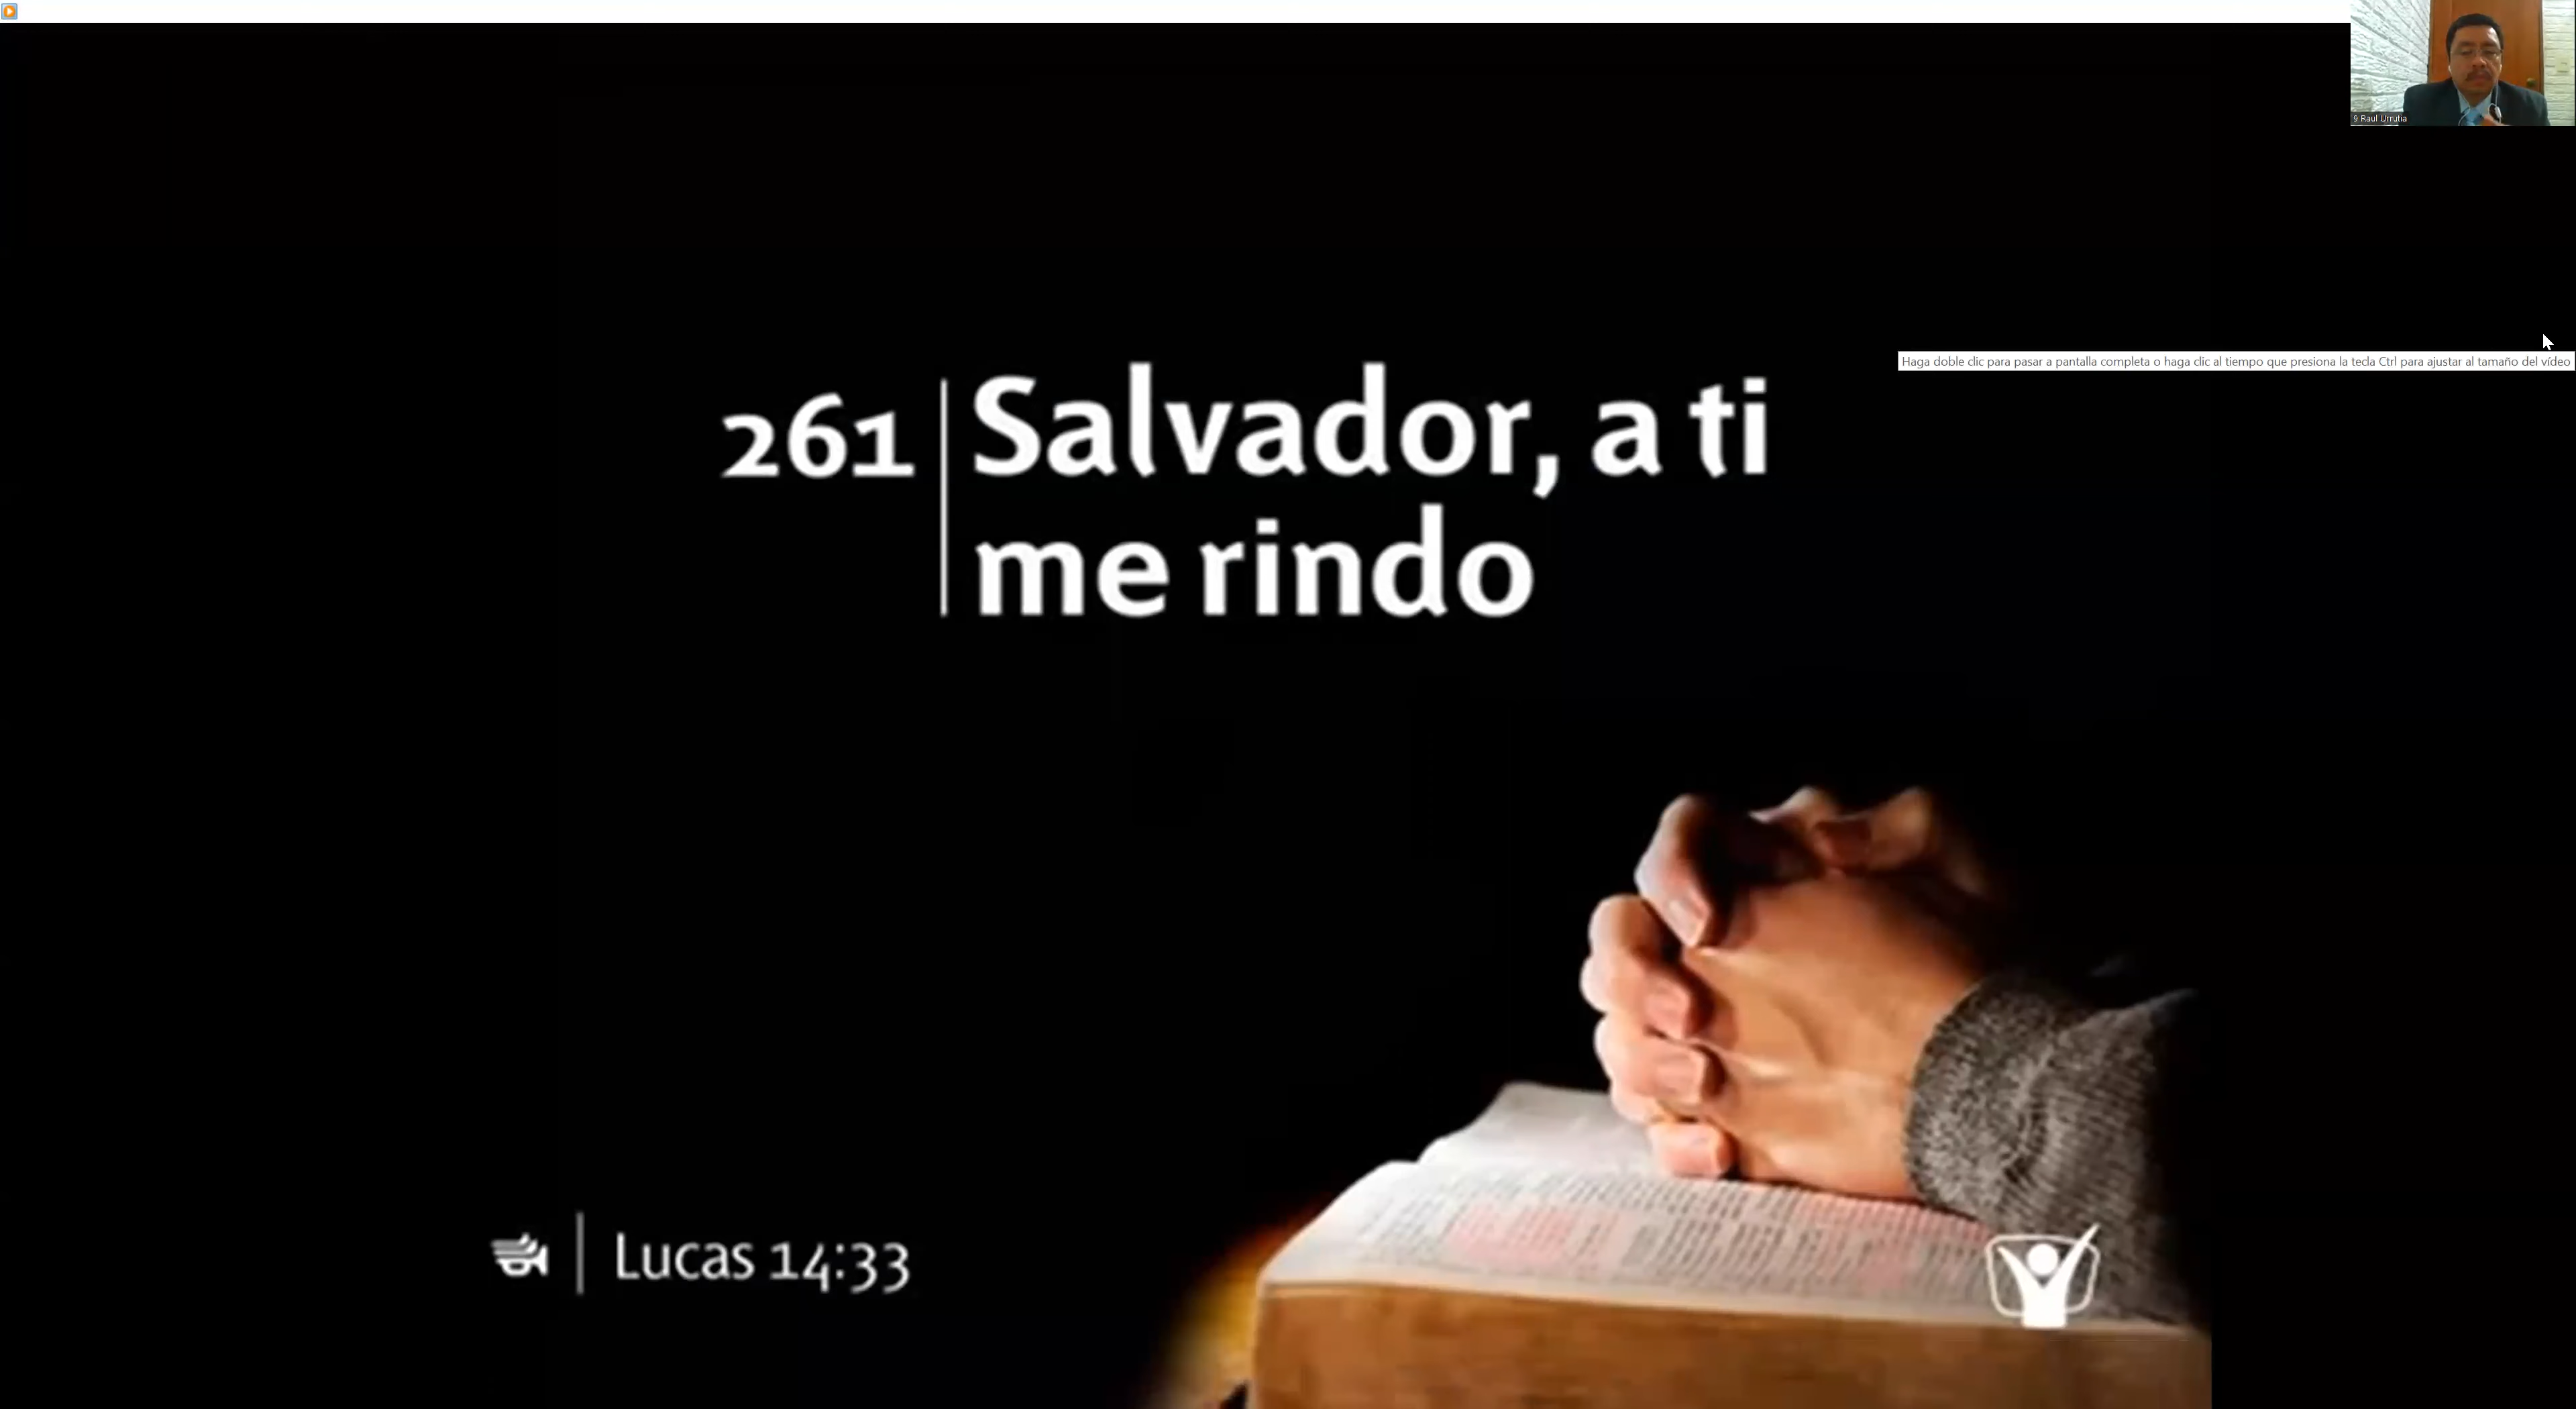 9 Raul Urrutia
Haga doble clic para pasar a pantalla completa o haga clic al tiempo que presiona la tecla Ctrl para ajustar al tamaño del vídeo
261
Salvador, a ti
me rindo
Lucas 14:33